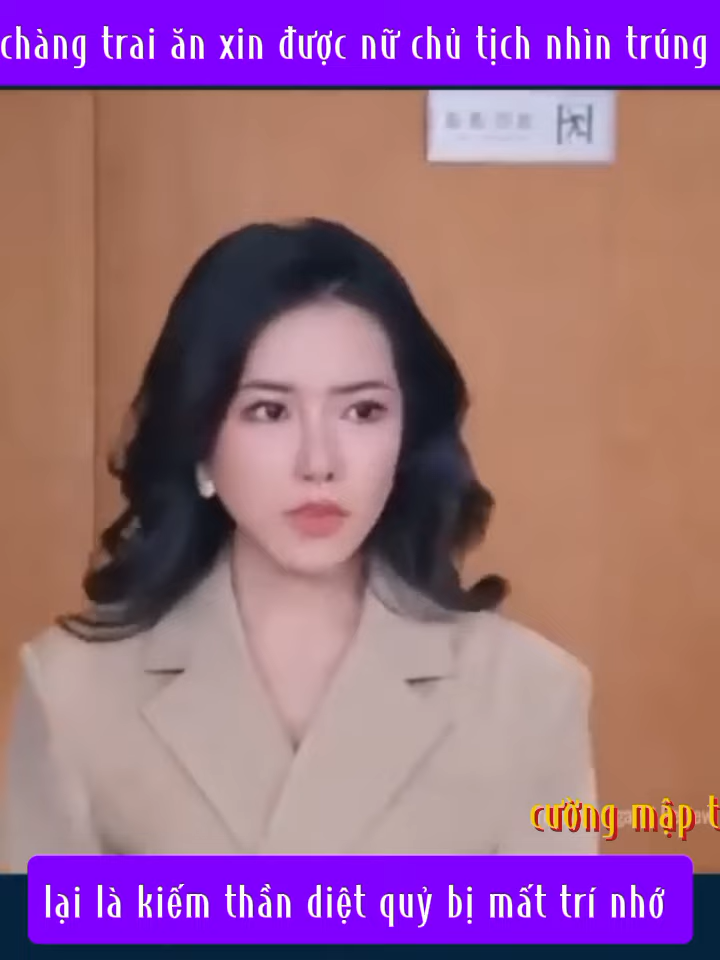 chàng trai ăn xin được nữ chủ tịch nhìn trúng
cường mập
lại là kiếm thần diệt quỷ bị mất trí nhớ